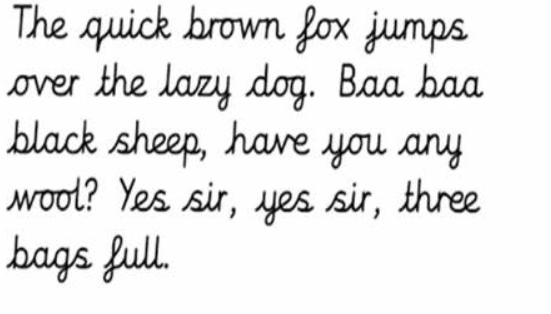 The quick brown fox jumps
over the lazy dog. Baa baa
black sheep, have you any
wool? Yes sir, yes sir, three
bags full.